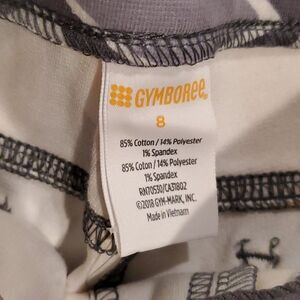 GYMBOREE
8
85% Cotton / 14% Polyester
1% Spandex
85% Cotton / 14% Polyester
1% Spandex
RN70530/CA31802
©2018 GYM-MARK, INC.
Made in Vietnam